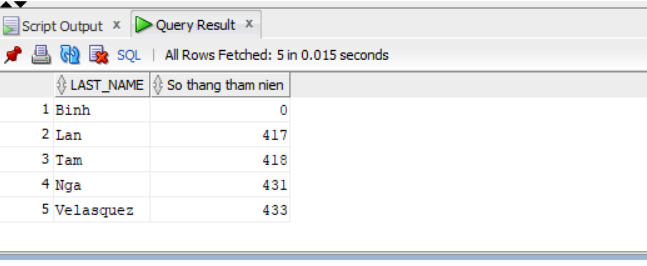 Script Output x Query Result x
SQL | All Rows Fetched: 5 in 0.015 seconds
LAST_NAME So thang tham nien
1 Binh 0
2 Lan 417
3 Tam 418
4 Nga 431
5 Velasquez 433